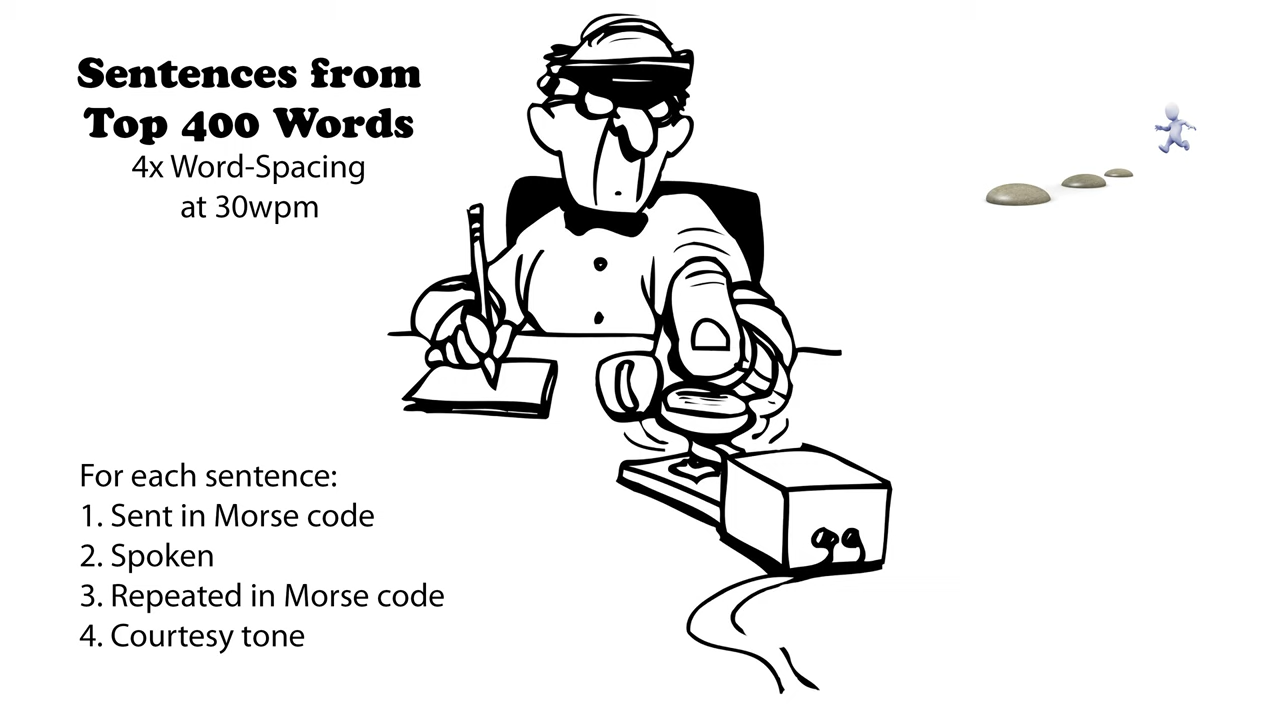 Sentences from
Top 400 Words
4x Word-Spacing
at 30wpm
For each sentence:
1. Sent in Morse code
2. Spoken
3. Repeated in Morse code
4. Courtesy tone